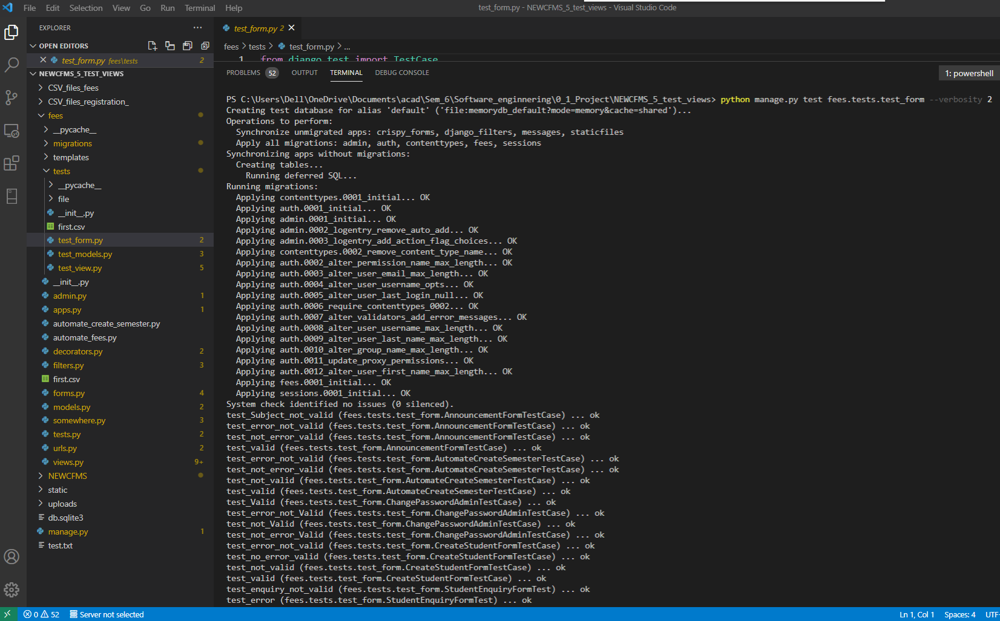 File Edit Selection View Go Run Terminal Help
test_form.py - NEWCFMS_5_test_views - Visual Studio Code
EXPLORER
OPEN EDITORS
test_form.py fees\tests 2
NEWCFMS_5_TEST_VIEWS
CSV_files_fees
CSV_files_registration_
fees
__pycache__
migrations
templates
tests
__pycache__
file
__init__.py
first.csv
test_form.py 2
test_models.py 3
test_view.py 5
__init__.py
admin.py 1
apps.py 1
automate_create_semester.py
automate_fees.py
decorators.py 2
filters.py 3
first.csv
forms.py 4
models.py 2
somewhere.py 3
tests.py 2
urls.py 2
views.py 9+
NEWCFMS
static
uploads
db.sqlite3
manage.py 1
test.txt
test_form.py 2
fees > tests > test_form.py > ...
1 from django.test import TestCase
PROBLEMS 52 OUTPUT TERMINAL DEBUG CONSOLE
1: powershell
PS C:\Users\Dell\OneDrive\Documents\acad\Sem_6\Software_enginnering\0_1_Project\NEWCFMS_5_test_views> python manage.py test fees.tests.test_form --verbosity 2
Creating test database for alias 'default' ('file:memorydb_default?mode=memory&cache=shared')...
Operations to perform:
Synchronize unmigrated apps: crispy_forms, django_filters, messages, staticfiles
Apply all migrations: admin, auth, contenttypes, fees, sessions
Synchronizing apps without migrations:
Creating tables...
Running deferred SQL...
Running migrations:
Applying contenttypes.0001_initial... OK
Applying auth.0001_initial... OK
Applying admin.0001_initial... OK
Applying admin.0002_logentry_remove_auto_add... OK
Applying admin.0003_logentry_add_action_flag_choices... OK
Applying contenttypes.0002_remove_content_type_name... OK
Applying auth.0002_alter_permission_name_max_length... OK
Applying auth.0003_alter_user_email_max_length... OK
Applying auth.0004_alter_user_username_opts... OK
Applying auth.0005_alter_user_last_login_null... OK
Applying auth.0006_require_contenttypes_0002... OK
Applying auth.0007_alter_validators_add_error_messages... OK
Applying auth.0008_alter_user_username_max_length... OK
Applying auth.0009_alter_user_last_name_max_length... OK
Applying auth.0010_alter_group_name_max_length... OK
Applying auth.0011_update_proxy_permissions... OK
Applying auth.0012_alter_user_first_name_max_length... OK
Applying fees.0001_initial... OK
Applying sessions.0001_initial... OK
System check identified no issues (0 silenced).
test_Subject_not_valid (fees.tests.test_form.AnnouncementFormTestCase) ... ok
test_error_not_valid (fees.tests.test_form.AnnouncementFormTestCase) ... ok
test_not_error_valid (fees.tests.test_form.AnnouncementFormTestCase) ... ok
test_valid (fees.tests.test_form.AnnouncementFormTestCase) ... ok
test_error_not_valid (fees.tests.test_form.AutomateCreateSemesterTestCase) ... ok
test_not_error_valid (fees.tests.test_form.AutomateCreateSemesterTestCase) ... ok
test_not_valid (fees.tests.test_form.AutomateCreateSemesterTestCase) ... ok
test_valid (fees.tests.test_form.AutomateCreateSemesterTestCase) ... ok
test_Valid (fees.tests.test_form.ChangePasswordAdminTestCase) ... ok
test_error_not_Valid (fees.tests.test_form.ChangePasswordAdminTestCase) ... ok
test_not_Valid (fees.tests.test_form.ChangePasswordAdminTestCase) ... ok
test_not_error_Valid (fees.tests.test_form.ChangePasswordAdminTestCase) ... ok
test_error_not_valid (fees.tests.test_form.CreateStudentFormTestCase) ... ok
test_no_error_valid (fees.tests.test_form.CreateStudentFormTestCase) ... ok
test_not_valid (fees.tests.test_form.CreateStudentFormTestCase) ... ok
test_valid (fees.tests.test_form.CreateStudentFormTestCase) ... ok
test_enquiry_not_valid (fees.tests.test_form.StudentEnquiryFormTest) ... ok
test_error (fees.tests.test_form.StudentEnquiryFormTest) ... ok
0 52 Server not selected
Ln 1, Col 1 Spaces: 4 UTF